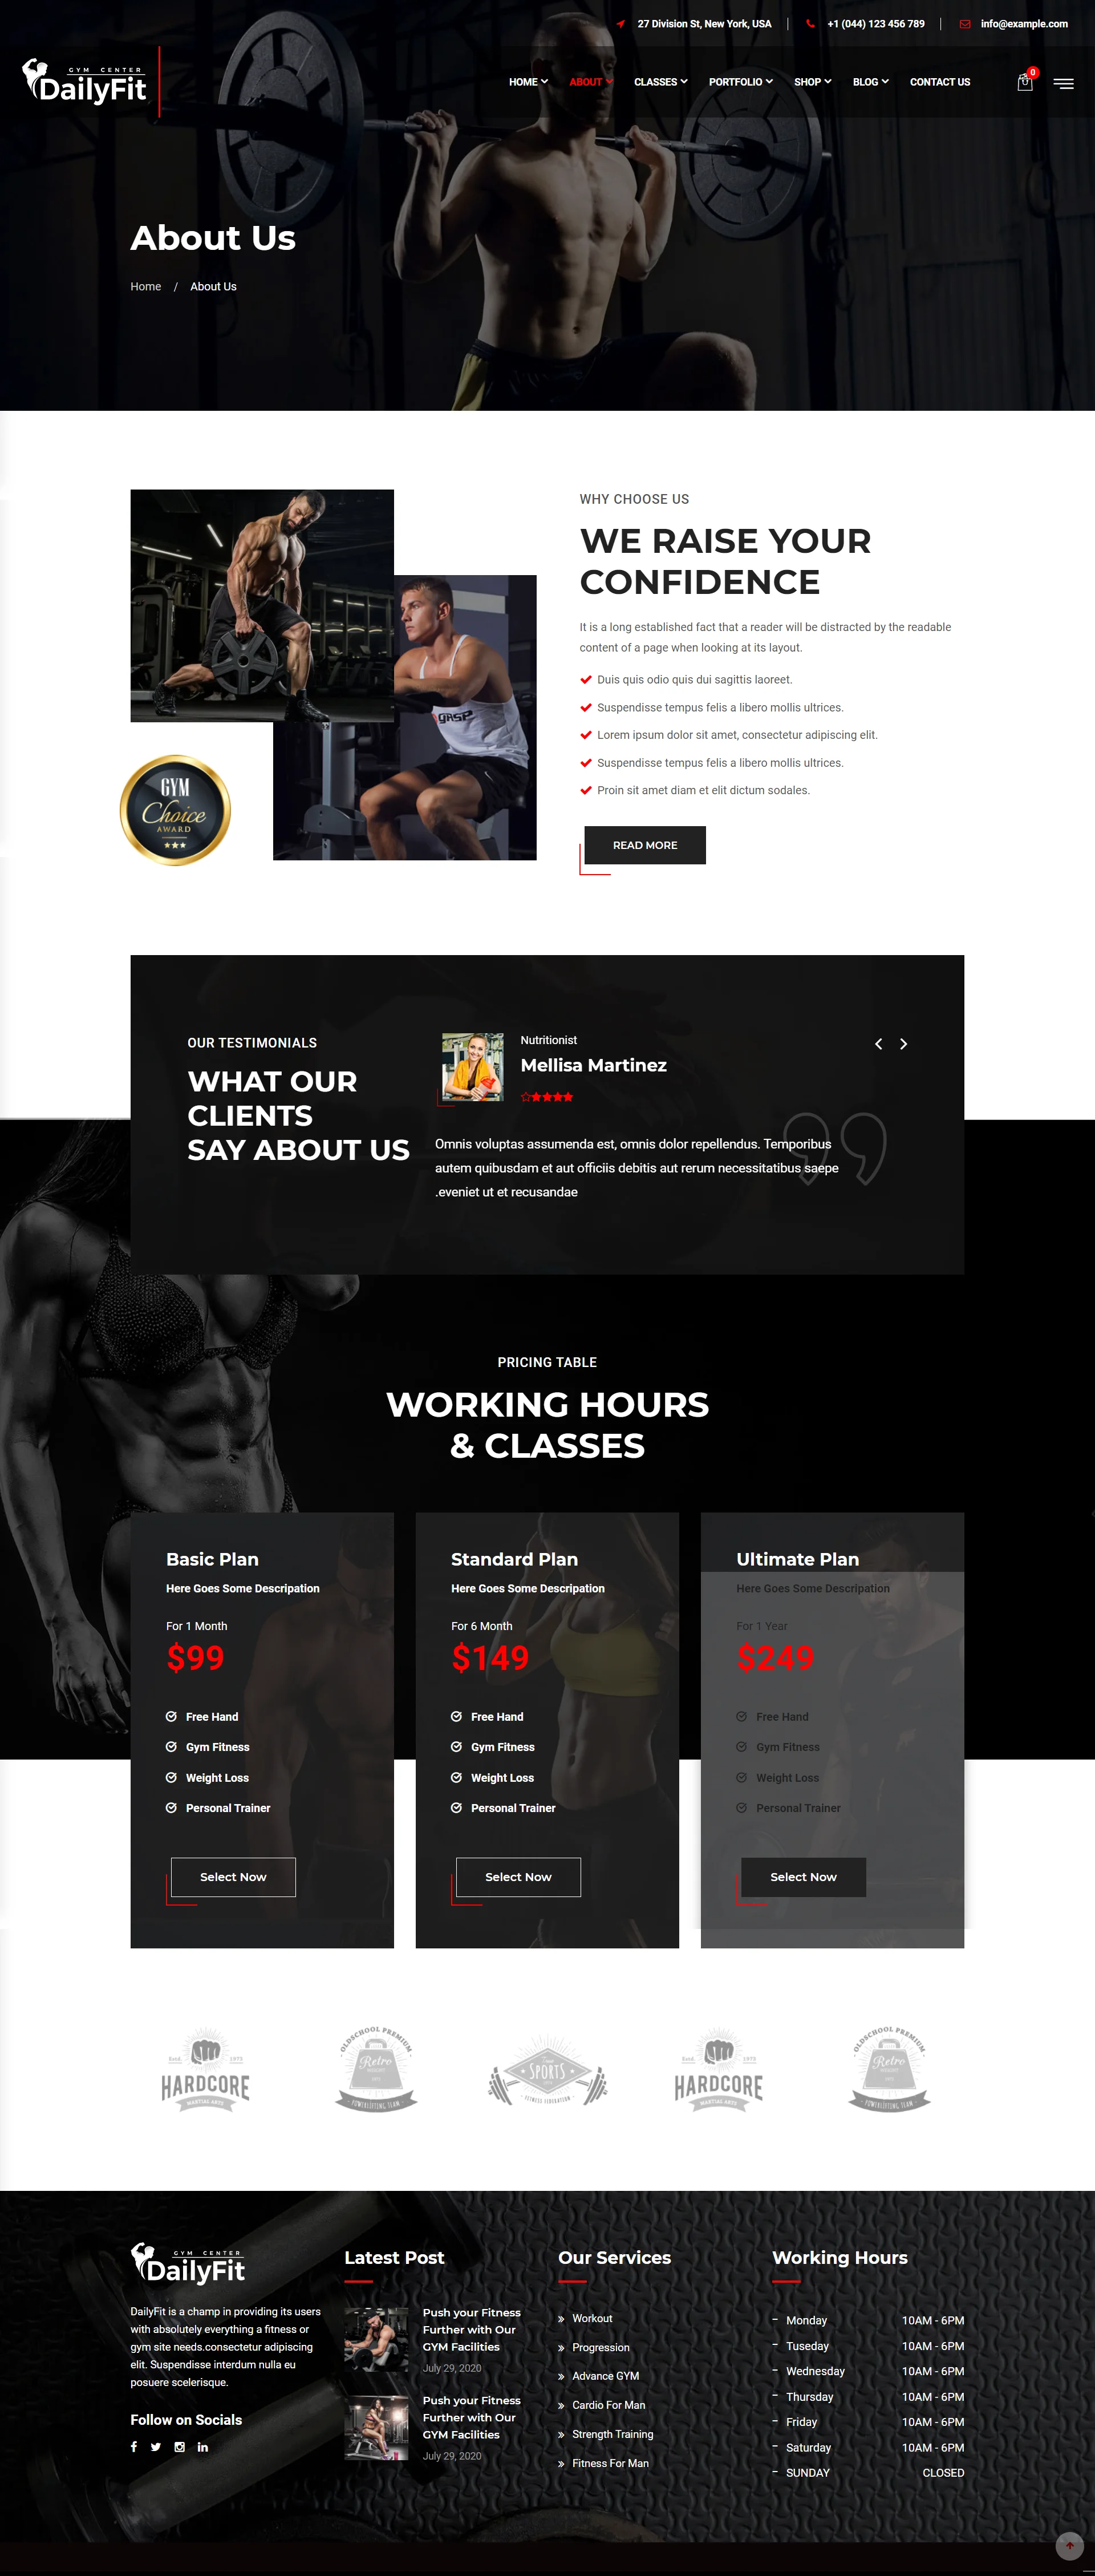 27 Division St, New York, USA
+1 (044) 123 456 789
info@example.com
GYM CENTER
DailyFit
HOME
ABOUT
CLASSES
PORTFOLIO
SHOP
BLOG
CONTACT US
0
About Us
Home / About Us
WHY CHOOSE US
WE RAISE YOUR
CONFIDENCE
It is a long established fact that a reader will be distracted by the readable
content of a page when looking at its layout.
Duis quis odio quis dui sagittis laoreet.
Suspendisse tempus felis a libero mollis ultrices.
Lorem ipsum dolor sit amet, consectetur adipiscing elit.
Suspendisse tempus felis a libero mollis ultrices.
Proin sit amet diam et elit dictum sodales.
READ MORE
GYM
Choice
AWARD
OUR TESTIMONIALS
WHAT OUR
CLIENTS
SAY ABOUT US
Nutritionist
Mellisa Martinez
Omnis voluptas assumenda est, omnis dolor repellendus. Temporibus
autem quibusdam et aut officiis debitis aut rerum necessitatibus saepe
.eveniet ut et recusandae
PRICING TABLE
WORKING HOURS
& CLASSES
Basic Plan
Here Goes Some Descripation
For 1 Month
$99
Free Hand
Gym Fitness
Weight Loss
Personal Trainer
Select Now
Standard Plan
Here Goes Some Descripation
For 6 Month
$149
Free Hand
Gym Fitness
Weight Loss
Personal Trainer
Select Now
Ultimate Plan
Here Goes Some Descripation
For 1 Year
$249
Free Hand
Gym Fitness
Weight Loss
Personal Trainer
Select Now
Estd. 1975
HARDCORE
MARTIAL ARTS
OLDSCHOOL PREMIUM
Retro
POWERLIFTING TEAM
SPORTS
FITNESS FEDERATION
Estd. 1975
HARDCORE
MARTIAL ARTS
OLDSCHOOL PREMIUM
Retro
POWERLIFTING TEAM
GYM CENTER
DailyFit
DailyFit is a champ in providing its users
with absolutely everything a fitness or
gym site needs.consectetur adipiscing
elit. Suspendisse interdum nulla eu
posuere scelerisque.
Follow on Socials
Latest Post
Push your Fitness
Further with Our
GYM Facilities
July 29, 2020
Push your Fitness
Further with Our
GYM Facilities
July 29, 2020
Our Services
Workout
Progression
Advance GYM
Cardio For Man
Strength Training
Fitness For Man
Working Hours
Monday 10AM - 6PM
Tuseday 10AM - 6PM
Wednesday 10AM - 6PM
Thursday 10AM - 6PM
Friday 10AM - 6PM
Saturday 10AM - 6PM
SUNDAY CLOSED